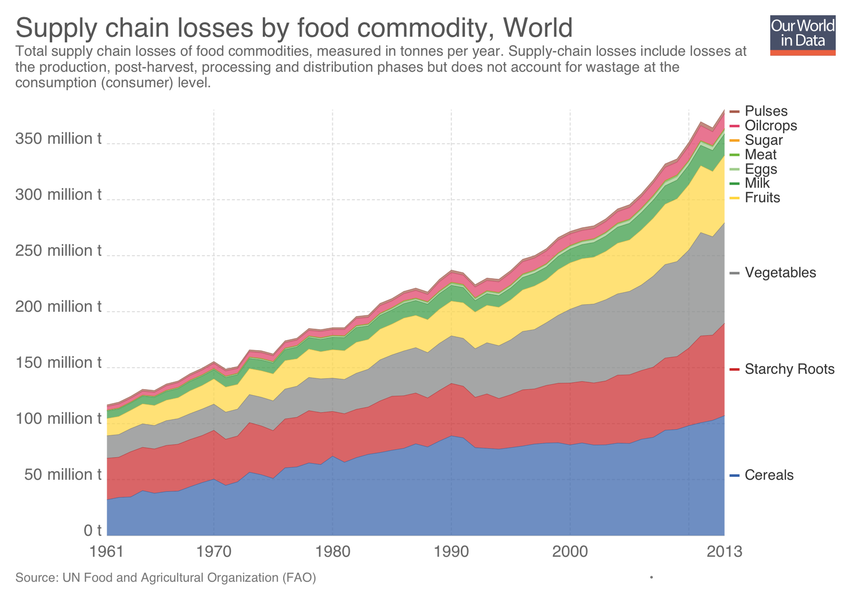 Supply chain losses by food commodity, World
Our World
in Data
Total supply chain losses of food commodities, measured in tonnes per year. Supply-chain losses include losses at
the production, post-harvest, processing and distribution phases but does not account for wastage at the
consumption (consumer) level.
350 million t
300 million t
250 million t
200 million t
150 million t
100 million t
50 million t
0 t
1961
1970
1980
1990
2000
2013
Pulses
Oilcrops
Sugar
Meat
Eggs
Milk
Fruits
Vegetables
Starchy Roots
Cereals
Source: UN Food and Agricultural Organization (FAO)